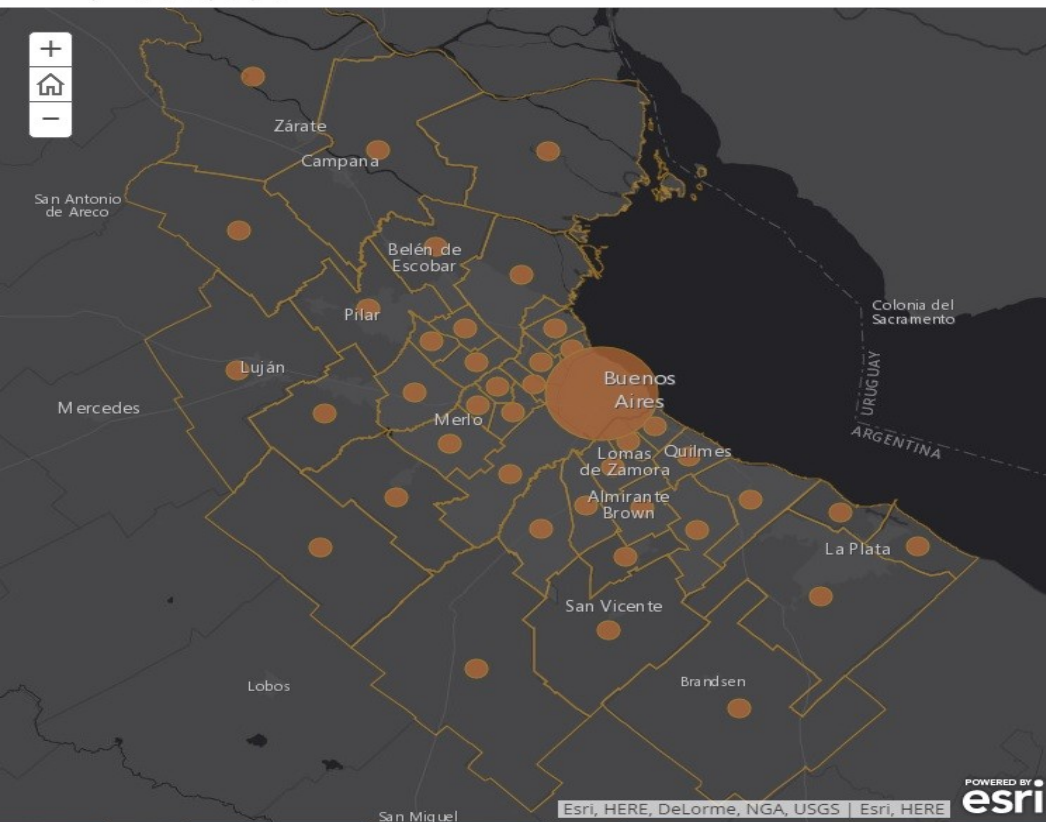 +
−
Zárate
Campana
San Antonio
de Areco
Belén de
Escobar
Pilar
Colonia del
Sacramento
Luján
Buenos
Aires
URUGUAY
Mercedes
Merlo
ARGENTINA
Lomas
de Zamora
Quilmes
Almirante
Brown
La Plata
San Vicente
Brandsen
Lobos
San Miguel
Esri, HERE, DeLorme, NGA, USGS | Esri, HERE
POWERED BY
esri